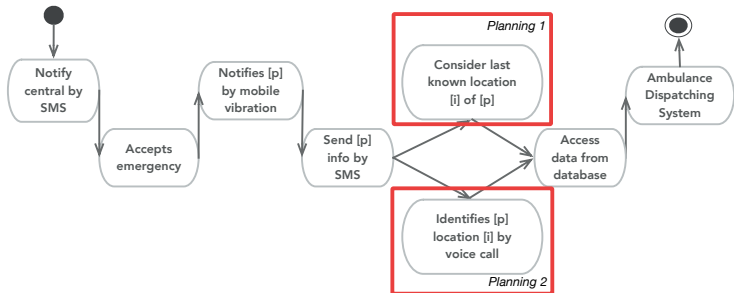 Notify
central by
SMS
Accepts
emergency
Notifies [p]
by mobile
vibration
Send [p]
info by
SMS
Planning 1
Consider last
known location
[i] of [p]
Identifies [p]
location [i] by
voice call
Planning 2
Access
data from
database
Ambulance
Dispatching
System